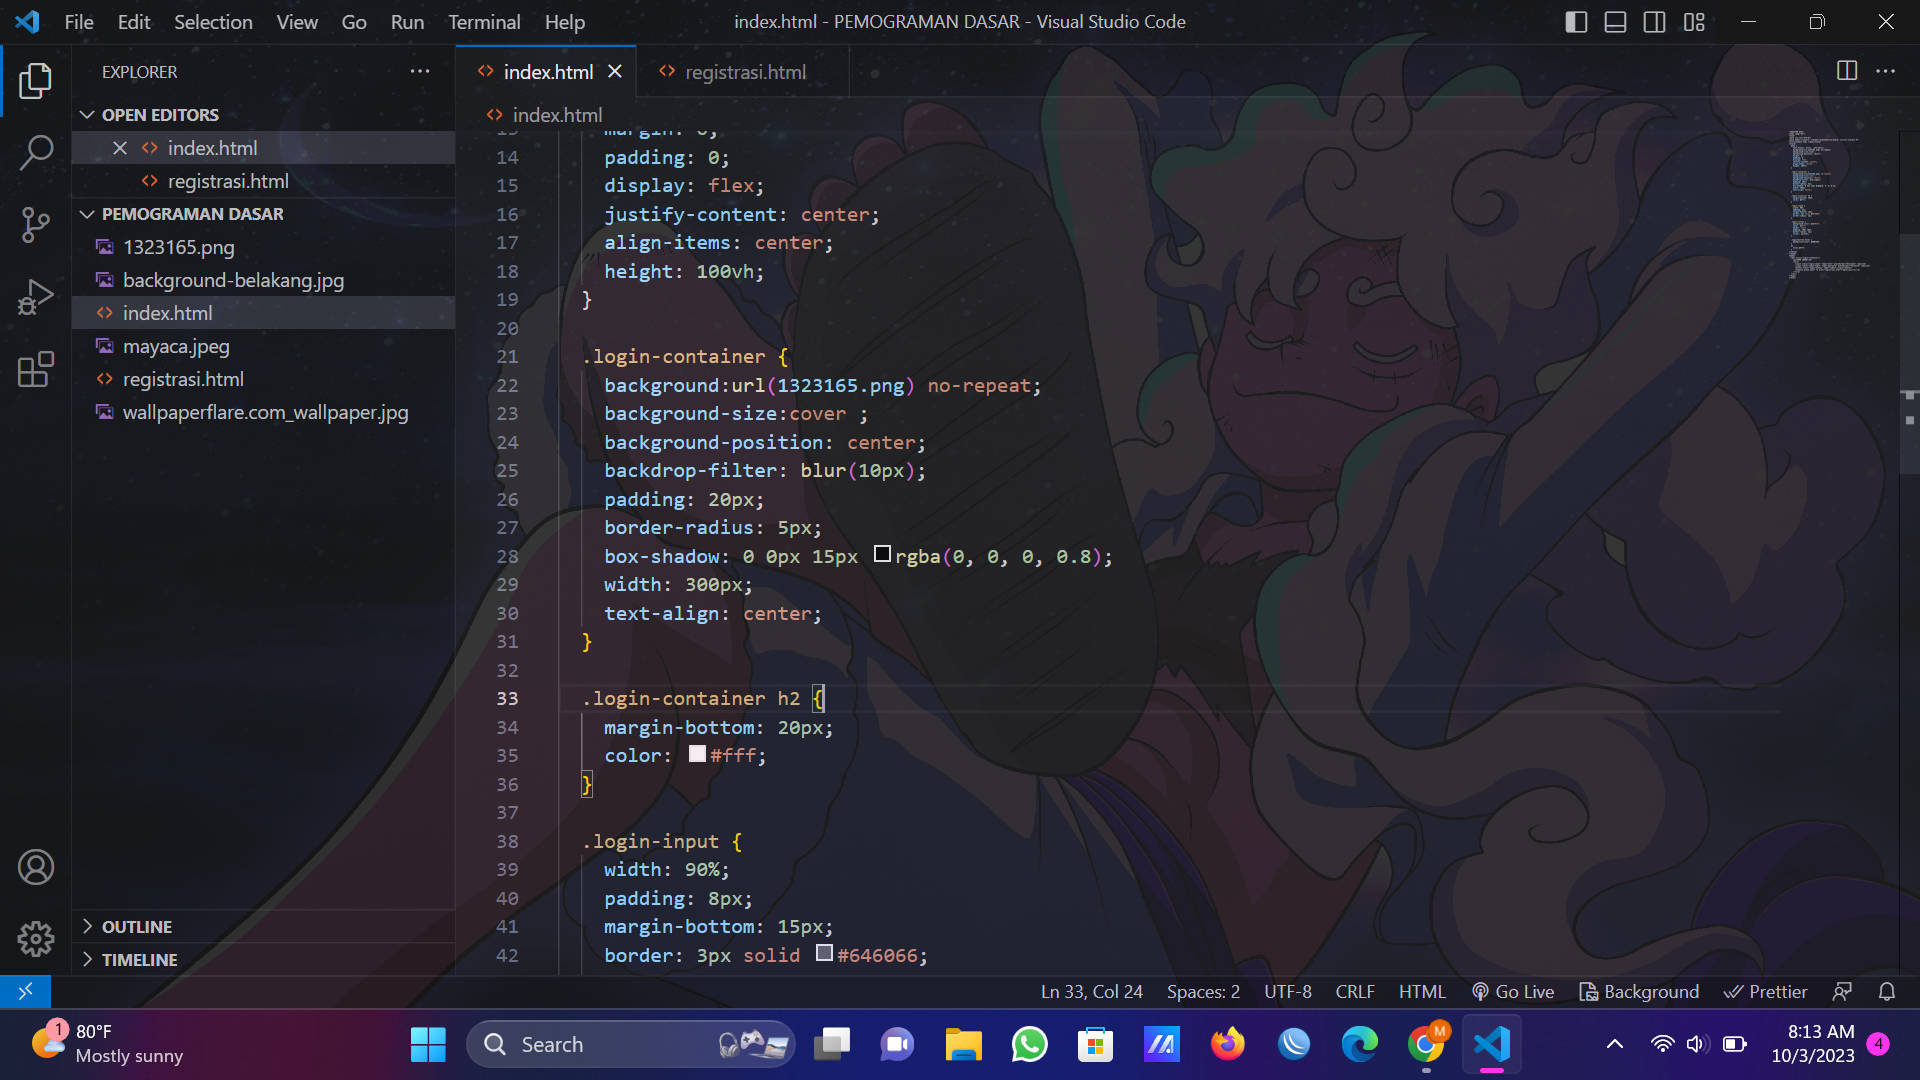 File Edit Selection View Go Run Terminal Help
index.html - PEMOGRAMAN DASAR - Visual Studio Code
EXPLORER
OPEN EDITORS
index.html
registrasi.html
PEMOGRAMAN DASAR
1323165.png
background-belakang.jpg
index.html
mayaca.jpeg
registrasi.html
wallpaperflare.com_wallpaper.jpg
OUTLINE
TIMELINE
index.html
registrasi.html
index.html
13 margin: 0;
14 padding: 0;
15 display: flex;
16 justify-content: center;
17 align-items: center;
18 height: 100vh;
19 }
20
21 .login-container {
22 background:url(1323165.png) no-repeat;
23 background-size:cover ;
24 background-position: center;
25 backdrop-filter: blur(10px);
26 padding: 20px;
27 border-radius: 5px;
28 box-shadow: 0 0px 15px rgba(0, 0, 0, 0.8);
29 width: 300px;
30 text-align: center;
31 }
32
33 .login-container h2 {
34 margin-bottom: 20px;
35 color: #fff;
36 }
37
38 .login-input {
39 width: 90%;
40 padding: 8px;
41 margin-bottom: 15px;
42 border: 3px solid #646066;
Ln 33, Col 24 Spaces: 2 UTF-8 CRLF HTML Go Live Background Prettier
1
80°F
Mostly sunny
Search
M
8:13 AM
10/3/2023
4